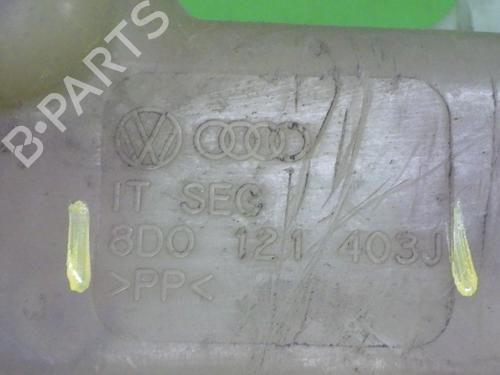 B-PARTS
IT SEC
8D0 121 403J
>PP<